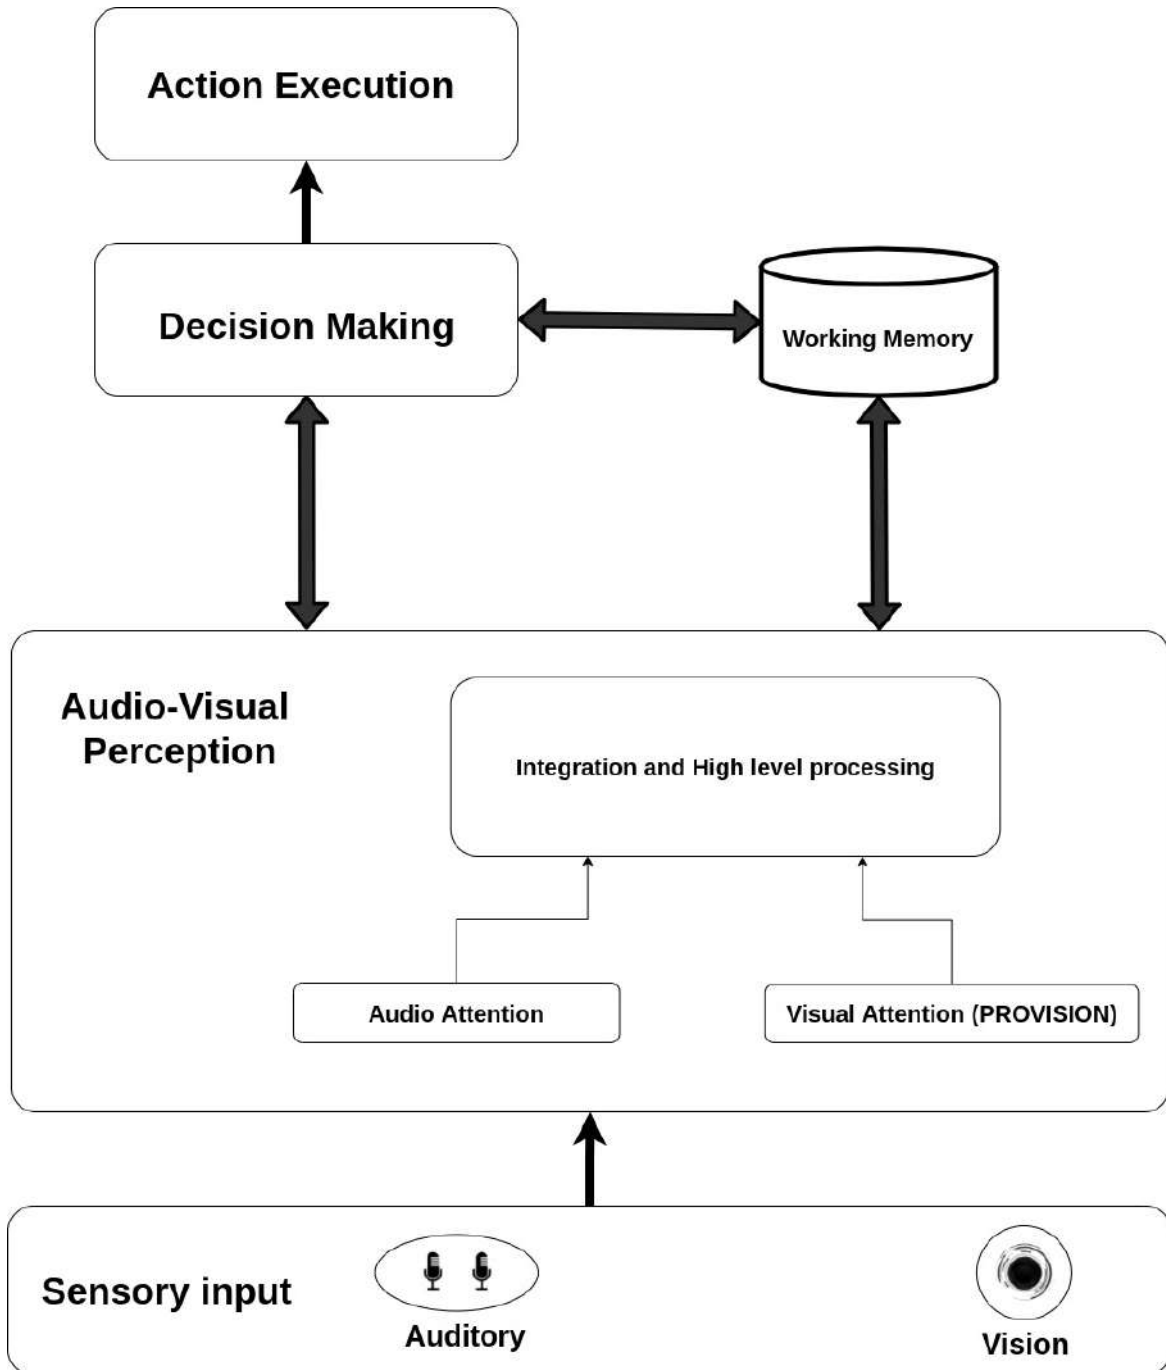 Action Execution
Decision Making
Working Memory
Audio-Visual
Perception
Integration and High level processing
Audio Attention
Visual Attention (PROVISION)
Sensory input
Auditory
Vision